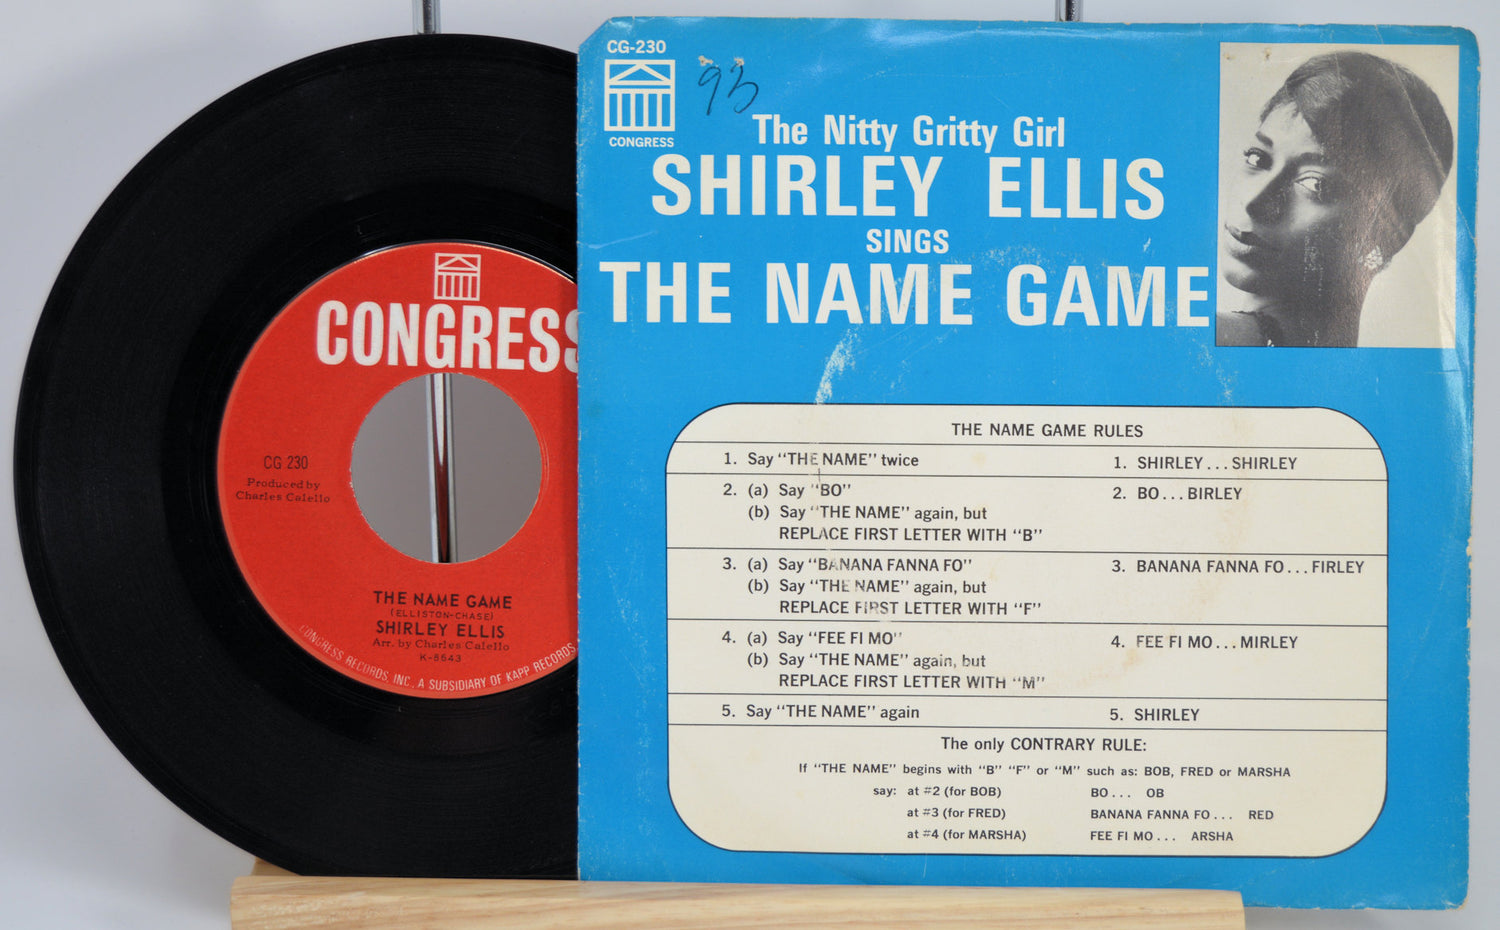 CONGRESS
CG 230
Produced by
Charles Calello
THE NAME GAME
(ELLISTON-CHASE)
SHIRLEY ELLIS
Arr. by Charles Calello
K-5543
CONGRESS RECORDS, INC., A SUBSIDIARY OF KAPP RECORDS,
CG-230
CONGRESS
93
The Nitty Gritty Girl
SHIRLEY ELLIS
SINGS
THE NAME GAME
THE NAME GAME RULES
1. Say “THE NAME” twice 1. SHIRLEY...SHIRLEY
2. (a) Say “BO” 2. BO...BIRLEY
(b) Say “THE NAME” again, but
REPLACE FIRST LETTER WITH “B”
3. (a) Say “BANANA FANNA FO” 3. BANANA FANNA FO...FIRLEY
(b) Say “THE NAME” again, but
REPLACE FIRST LETTER WITH “F”
4. (a) Say “FEE FI MO” 4. FEE FI MO...MIRLEY
(b) Say “THE NAME” again, but
REPLACE FIRST LETTER WITH “M”
5. Say “THE NAME” again 5. SHIRLEY
The only CONTRARY RULE:
If “THE NAME” begins with “B” “F” or “M” such as: BOB, FRED or MARSHA
say: at #2 (for BOB) BO... OB
at #3 (for FRED) BANANA FANNA FO... RED
at #4 (for MARSHA) FEE FI MO... ARSHA